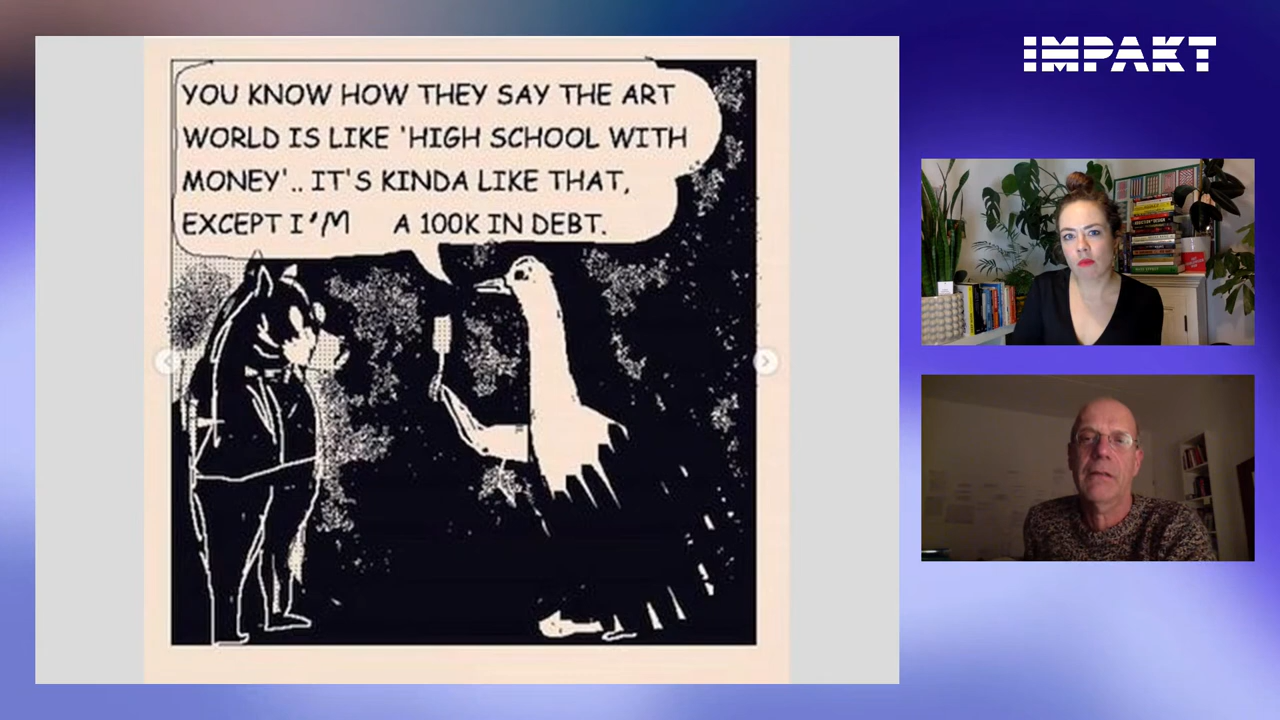 YOU KNOW HOW THEY SAY THE ART
WORLD IS LIKE 'HIGH SCHOOL WITH
MONEY'.. IT'S KINDA LIKE THAT,
EXCEPT I'M A 100K IN DEBT.
IMPAKT